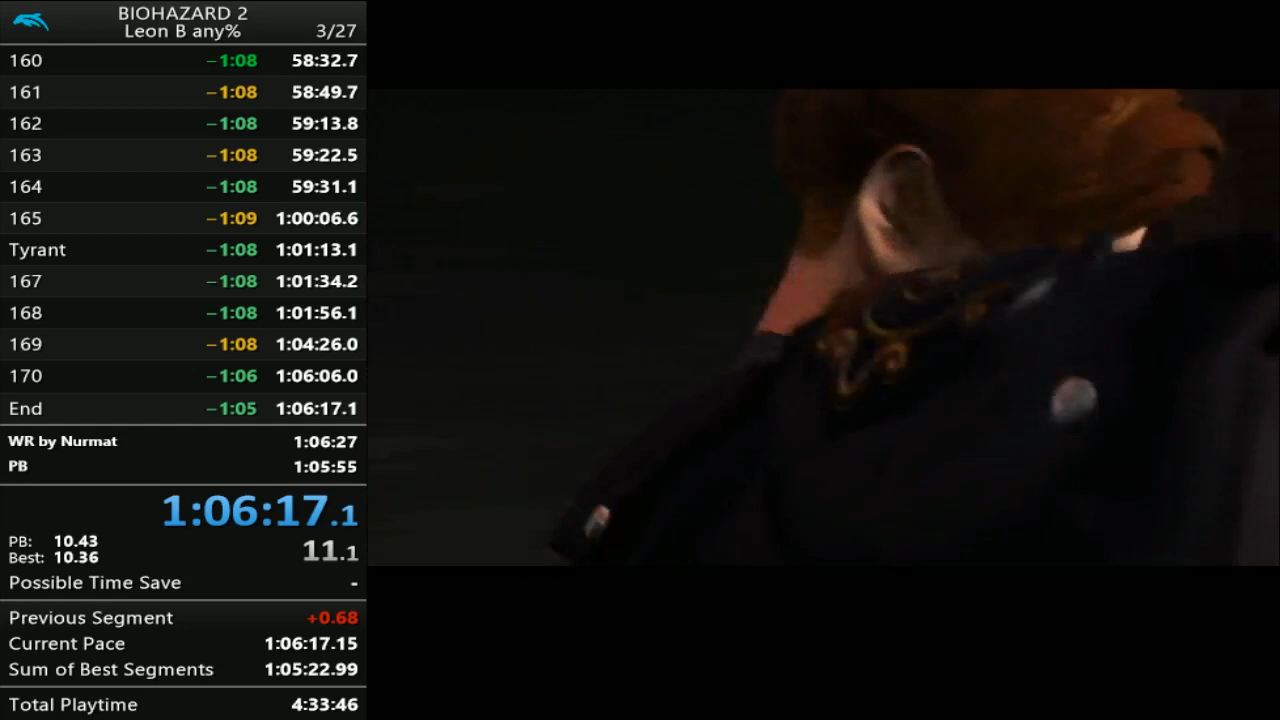 BIOHAZARD 2
Leon B any% 3/27
160 −1:08 58:32.7
161 −1:08 58:49.7
162 −1:08 59:13.8
163 −1:08 59:22.5
164 −1:08 59:31.1
165 −1:09 1:00:06.6
Tyrant −1:08 1:01:13.1
167 −1:08 1:01:34.2
168 −1:08 1:01:56.1
169 −1:08 1:04:26.0
170 −1:06 1:06:06.0
End −1:05 1:06:17.1
WR by Nurmat 1:06:27
PB 1:05:55
1:06:17.1
PB: 10.43 11.1
Best: 10.36
Possible Time Save -
Previous Segment +0.68
Current Pace 1:06:17.15
Sum of Best Segments 1:05:22.99
Total Playtime 4:33:46